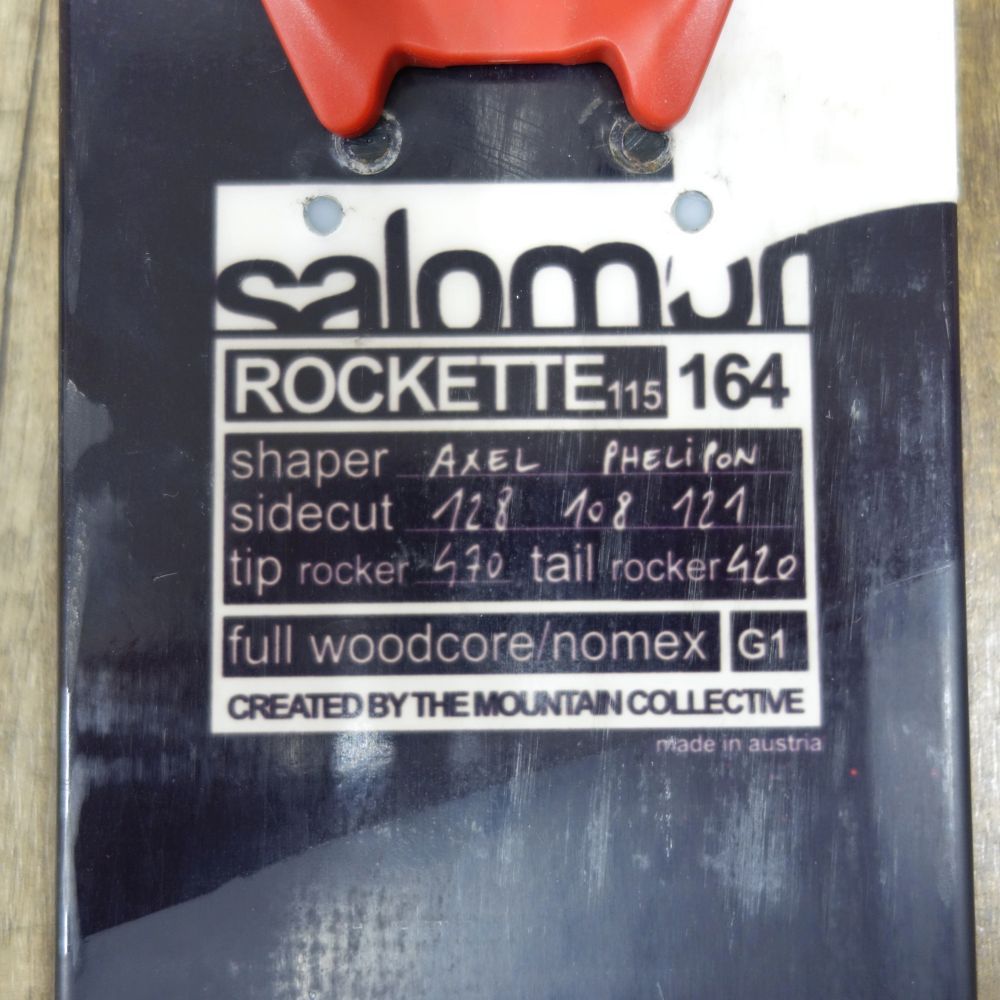 salomon
ROCKETTE115 164
shaper AXEL PHELIPON
sidecut 128 108 121
tip rocker 470 tail rocker 420
full woodcore/nomex G1
CREATED BY THE MOUNTAIN COLLECTIVE
made in austria